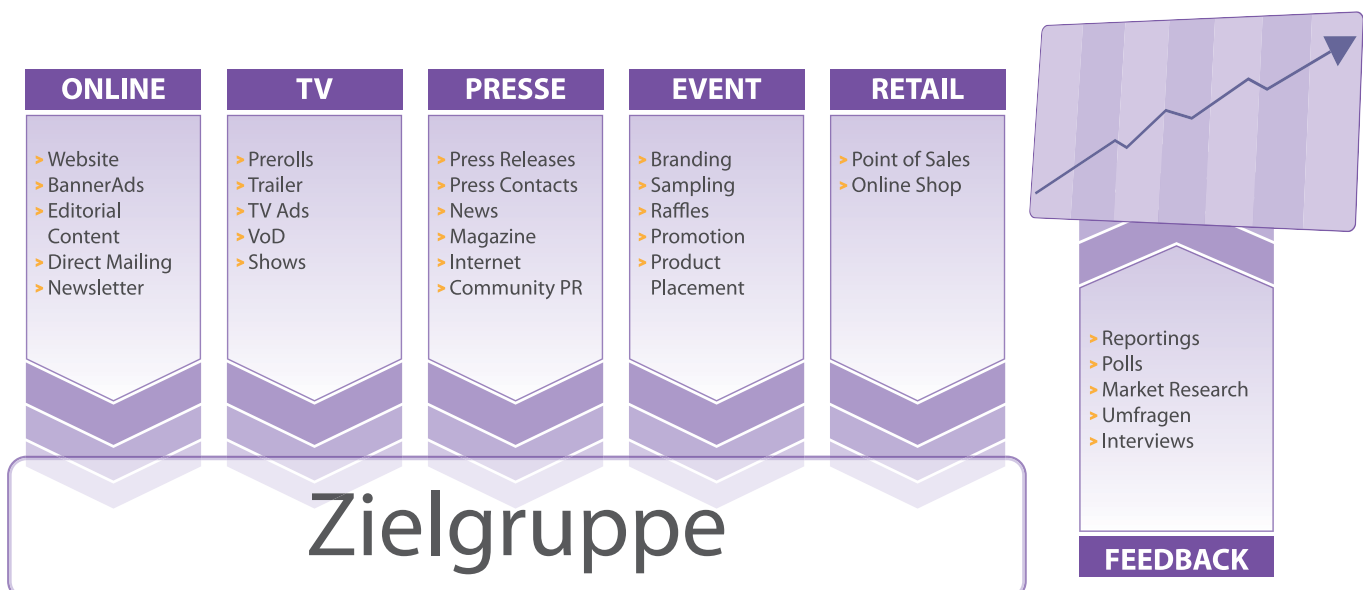 ONLINE
> Website
> BannerAds
> Editorial
Content
> Direct Mailing
> Newsletter
TV
> Prerolls
> Trailer
> TV Ads
> VoD
> Shows
PRESSE
> Press Releases
> Press Contacts
> News
> Magazine
> Internet
> Community PR
EVENT
> Branding
> Sampling
> Raffles
> Promotion
> Product
Placement
RETAIL
> Point of Sales
> Online Shop
Zielgruppe
> Reportings
> Polls
> Market Research
> Umfragen
> Interviews
FEEDBACK